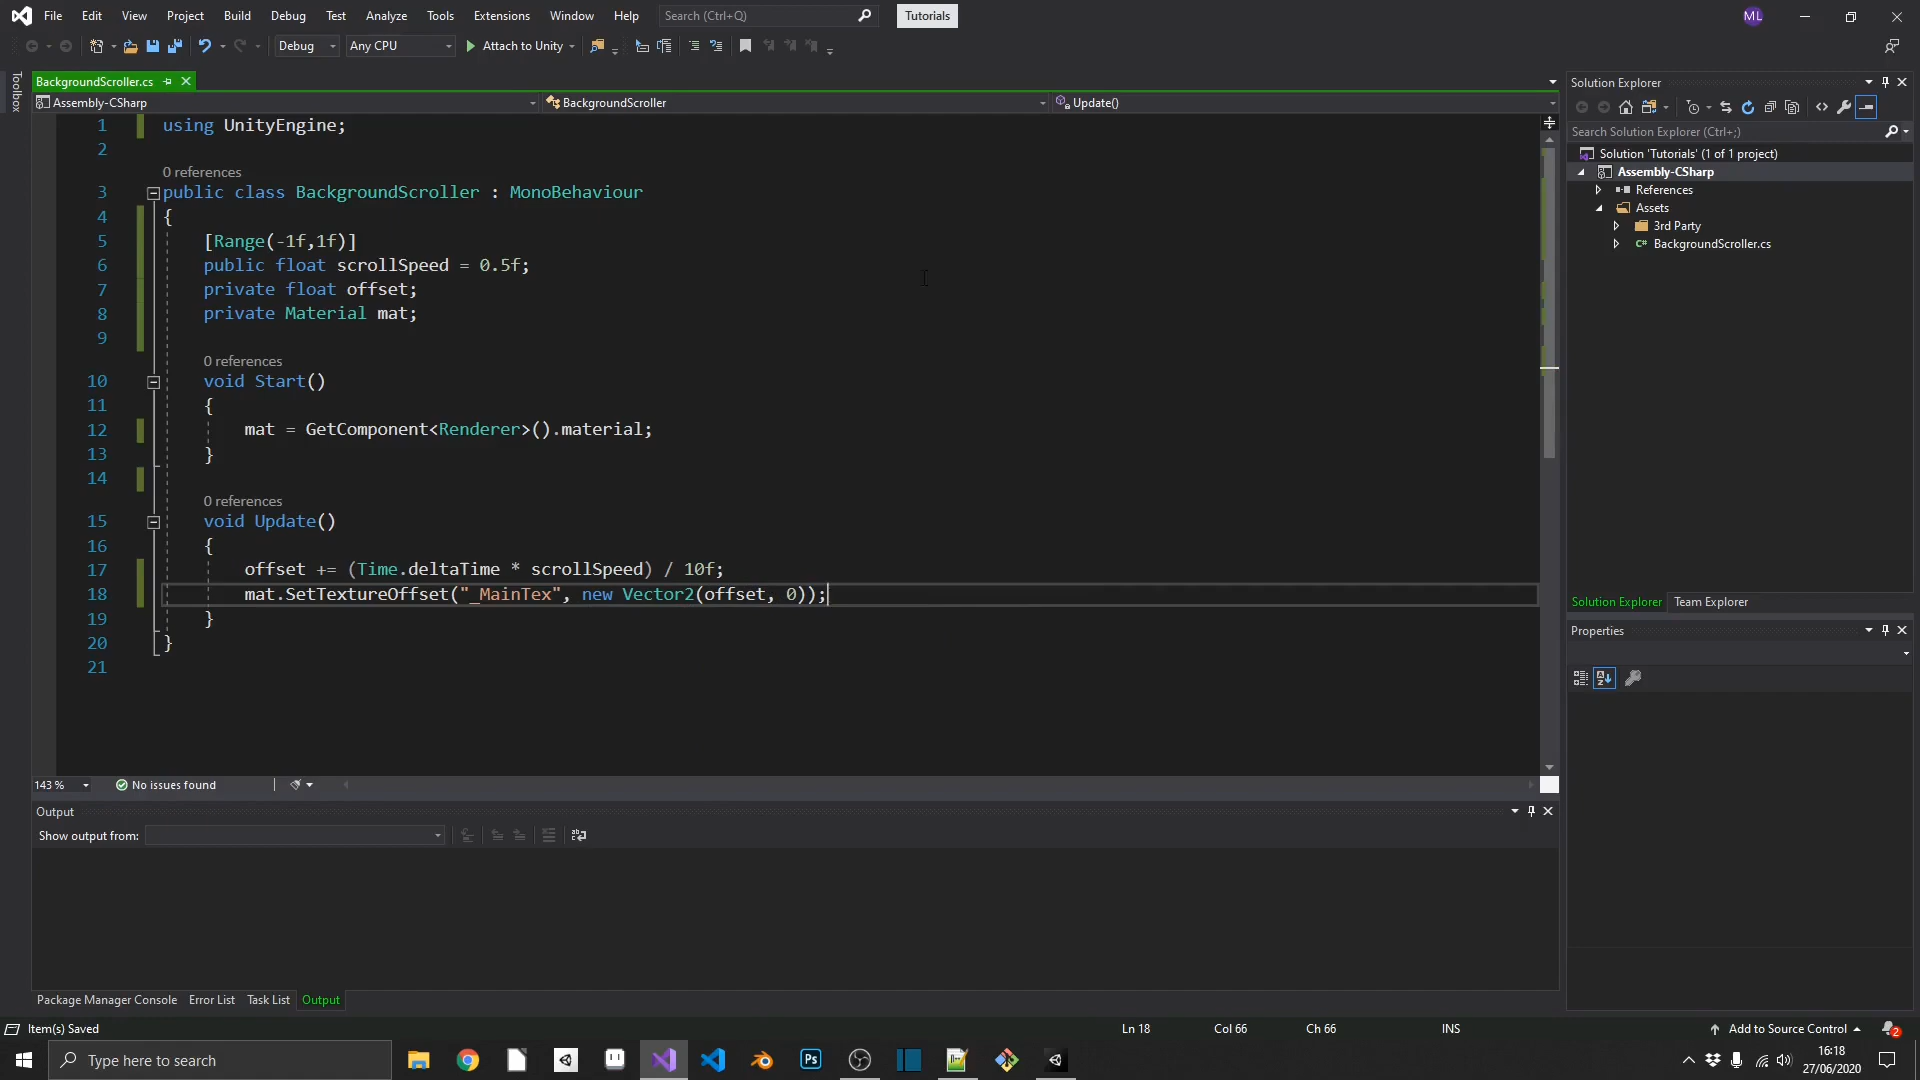 File Edit View Project Build Debug Test Analyze Tools Extensions Window Help Search (Ctrl+Q) Tutorials ML
Debug Any CPU Attach to Unity
Toolbox
BackgroundScroller.cs
Assembly-CSharp BackgroundScroller Update()
1 using UnityEngine;
2
0 references
3 public class BackgroundScroller : MonoBehaviour
4 {
5 [Range(-1f,1f)]
6 public float scrollSpeed = 0.5f;
7 private float offset;
8 private Material mat;
9
0 references
10 void Start()
11 {
12 mat = GetComponent<Renderer>().material;
13 }
14
0 references
15 void Update()
16 {
17 offset += (Time.deltaTime * scrollSpeed) / 10f;
18 mat.SetTextureOffset("_MainTex", new Vector2(offset, 0));
19 }
20 }
21
143 % No issues found
Output
Show output from:
Package Manager Console Error List Task List Output
Solution Explorer
Search Solution Explorer (Ctrl+;)
Solution 'Tutorials' (1 of 1 project)
Assembly-CSharp
References
Assets
3rd Party
C# BackgroundScroller.cs
Solution Explorer Team Explorer
Properties
Item(s) Saved Ln 18 Col 66 Ch 66 INS Add to Source Control 2
Type here to search Ps 16:18
27/06/2020